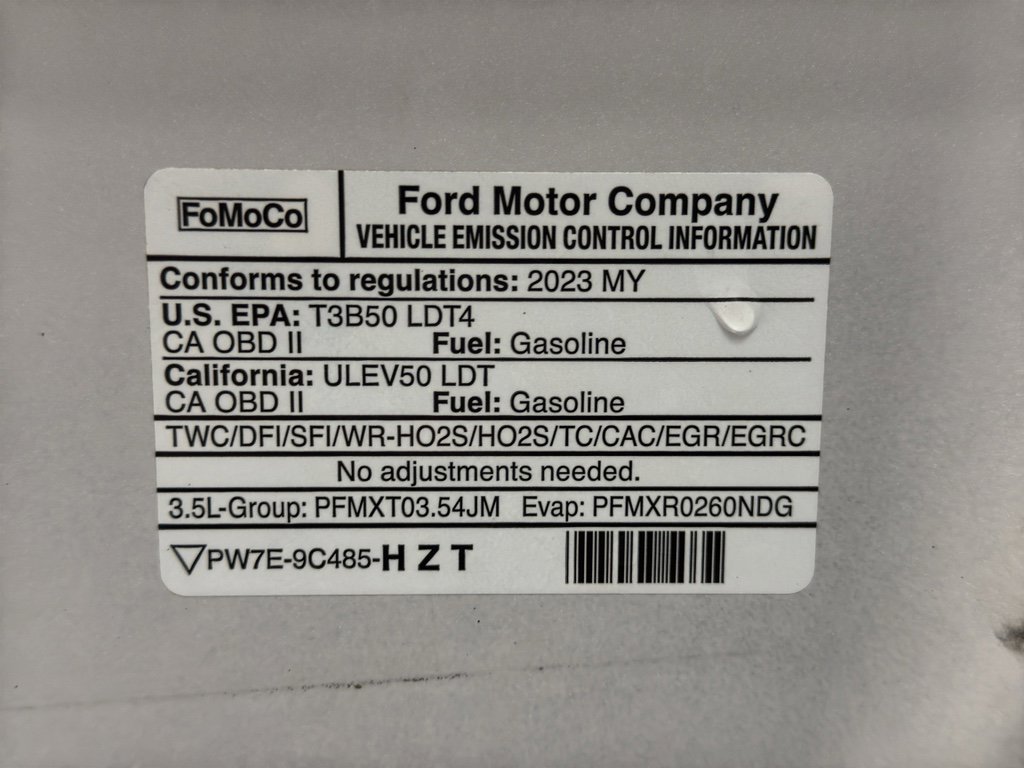 FoMoCo
Ford Motor Company
VEHICLE EMISSION CONTROL INFORMATION
Conforms to regulations: 2023 MY
U.S. EPA: T3B50 LDT4
CA OBD II Fuel: Gasoline
California: ULEV50 LDT
CA OBD II Fuel: Gasoline
TWC/DFI/SFI/WR-HO2S/HO2S/TC/CAC/EGR/EGRC
No adjustments needed.
3.5L-Group: PFMXT03.54JM Evap: PFMXR0260NDG
PW7E-9C485-H Z T